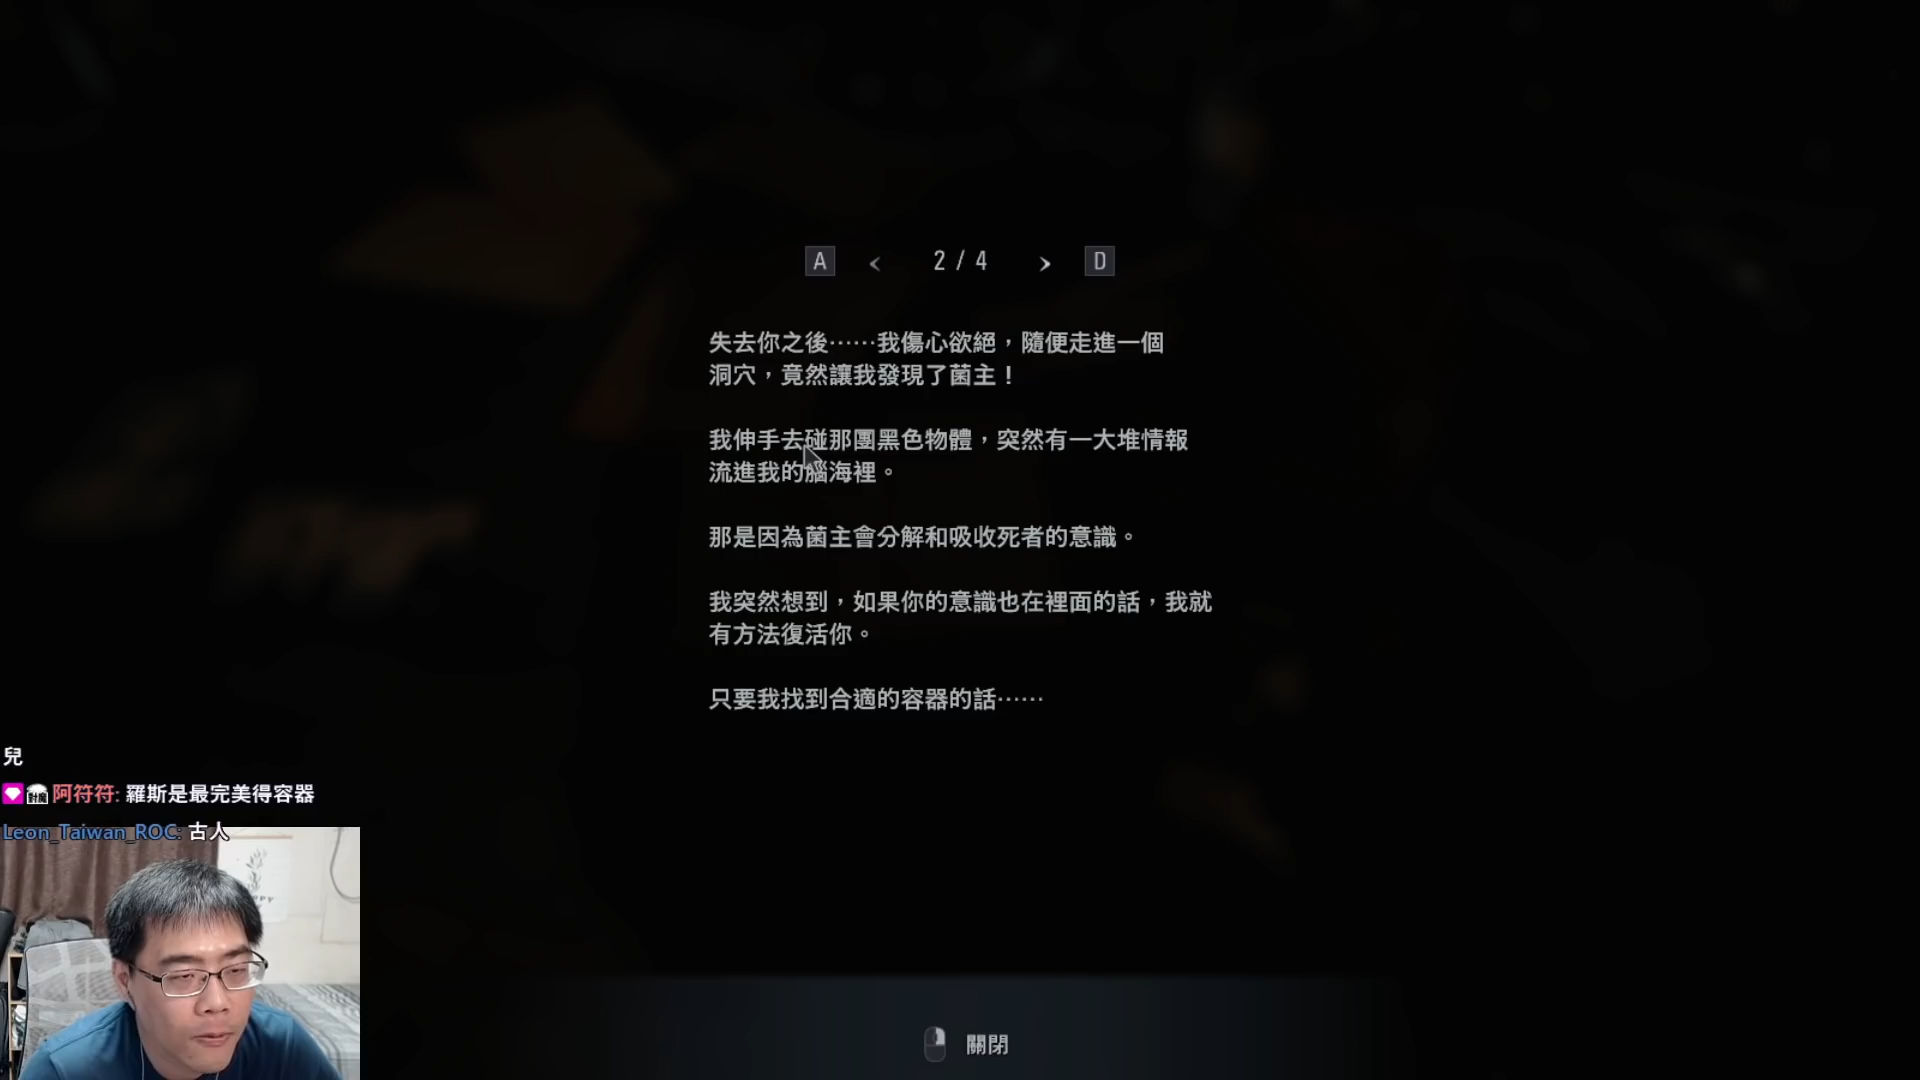 A < 2 / 4 > D
失去你之後⋯⋯我傷心欲絕，隨便走進一個
洞穴，竟然讓我發現了菌主！
我伸手去碰那團黑色物體，突然有一大堆情報
流進我的腦海裡。
那是因為菌主會分解和吸收死者的意識。
我突然想到，如果你的意識也在裡面的話，我就
有方法復活你。
只要我找到合適的容器的話⋯⋯
兒
阿符符: 羅斯是最完美得容器
Leon_Taiwan_ROC: 古人
關閉